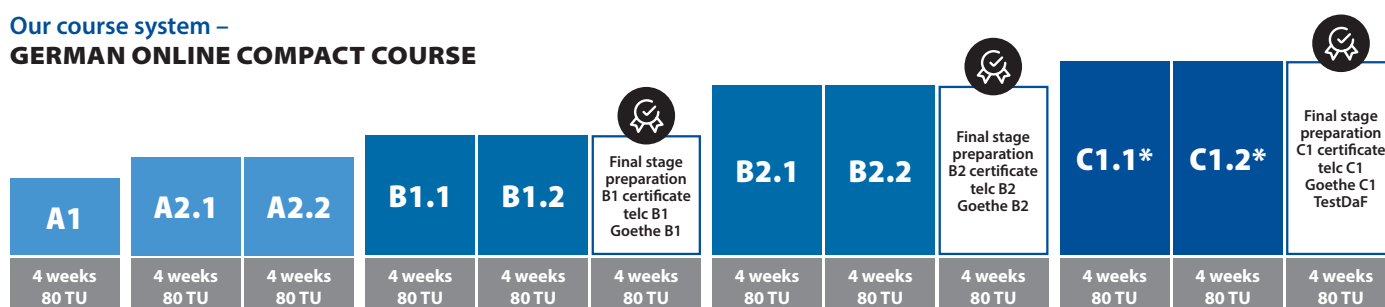 Our course system –
GERMAN ONLINE COMPACT COURSE
A1
4 weeks
80 TU
A2.1
4 weeks
80 TU
A2.2
4 weeks
80 TU
B1.1
4 weeks
80 TU
B1.2
4 weeks
80 TU
Final stage
preparation
B1 certificate
telc B1
Goethe B1
4 weeks
80 TU
B2.1
4 weeks
80 TU
B2.2
4 weeks
80 TU
Final stage
preparation
B2 certificate
telc B2
Goethe B2
4 weeks
80 TU
C1.1*
4 weeks
80 TU
C1.2*
4 weeks
80 TU
Final stage
preparation
C1 certificate
telc C1
Goethe C1
TestDaF
4 weeks
80 TU